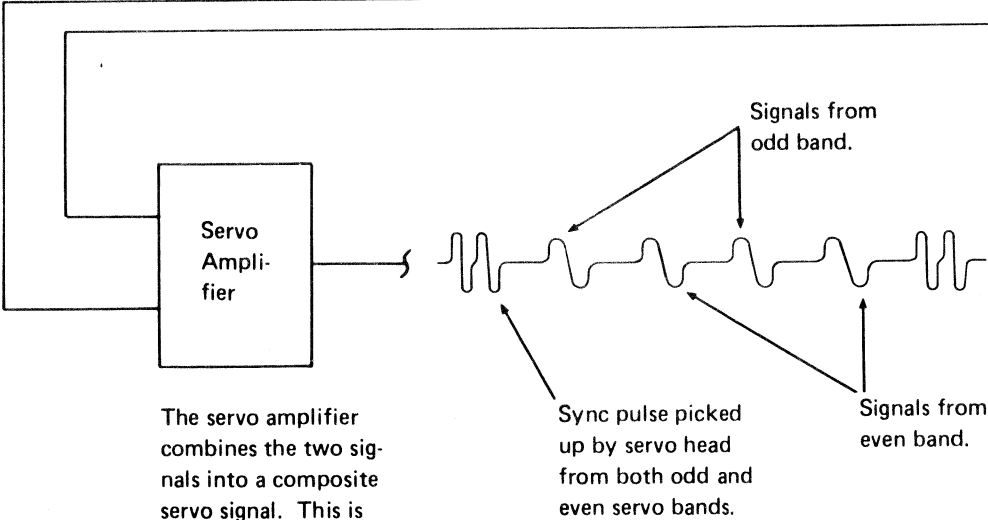 Signals from
odd band.
Servo
Ampli-
fier
The servo amplifier
combines the two sig-
nals into a composite
servo signal. This is
Sync pulse picked
up by servo head
from both odd and
even servo bands.
Signals from
even band.